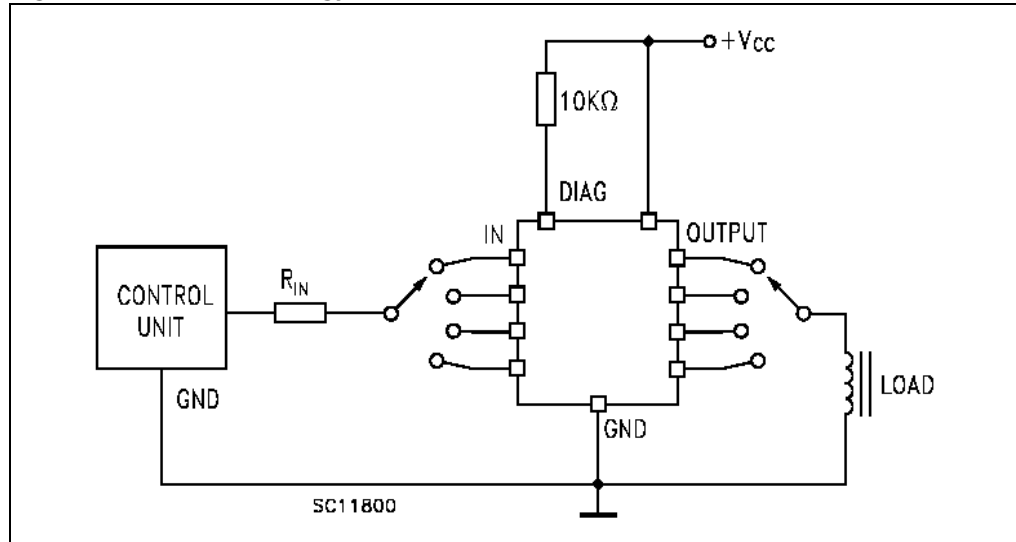 +VCC
10KΩ
DIAG
IN
OUTPUT
RIN
CONTROL
UNIT
LOAD
GND
GND
SC11800